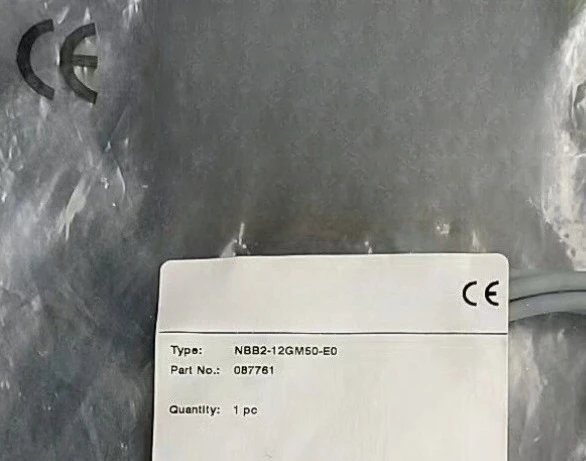 CE
CE
Type: NBB2-12GM50-E0
Part No.: 087761
Quantity: 1 pc